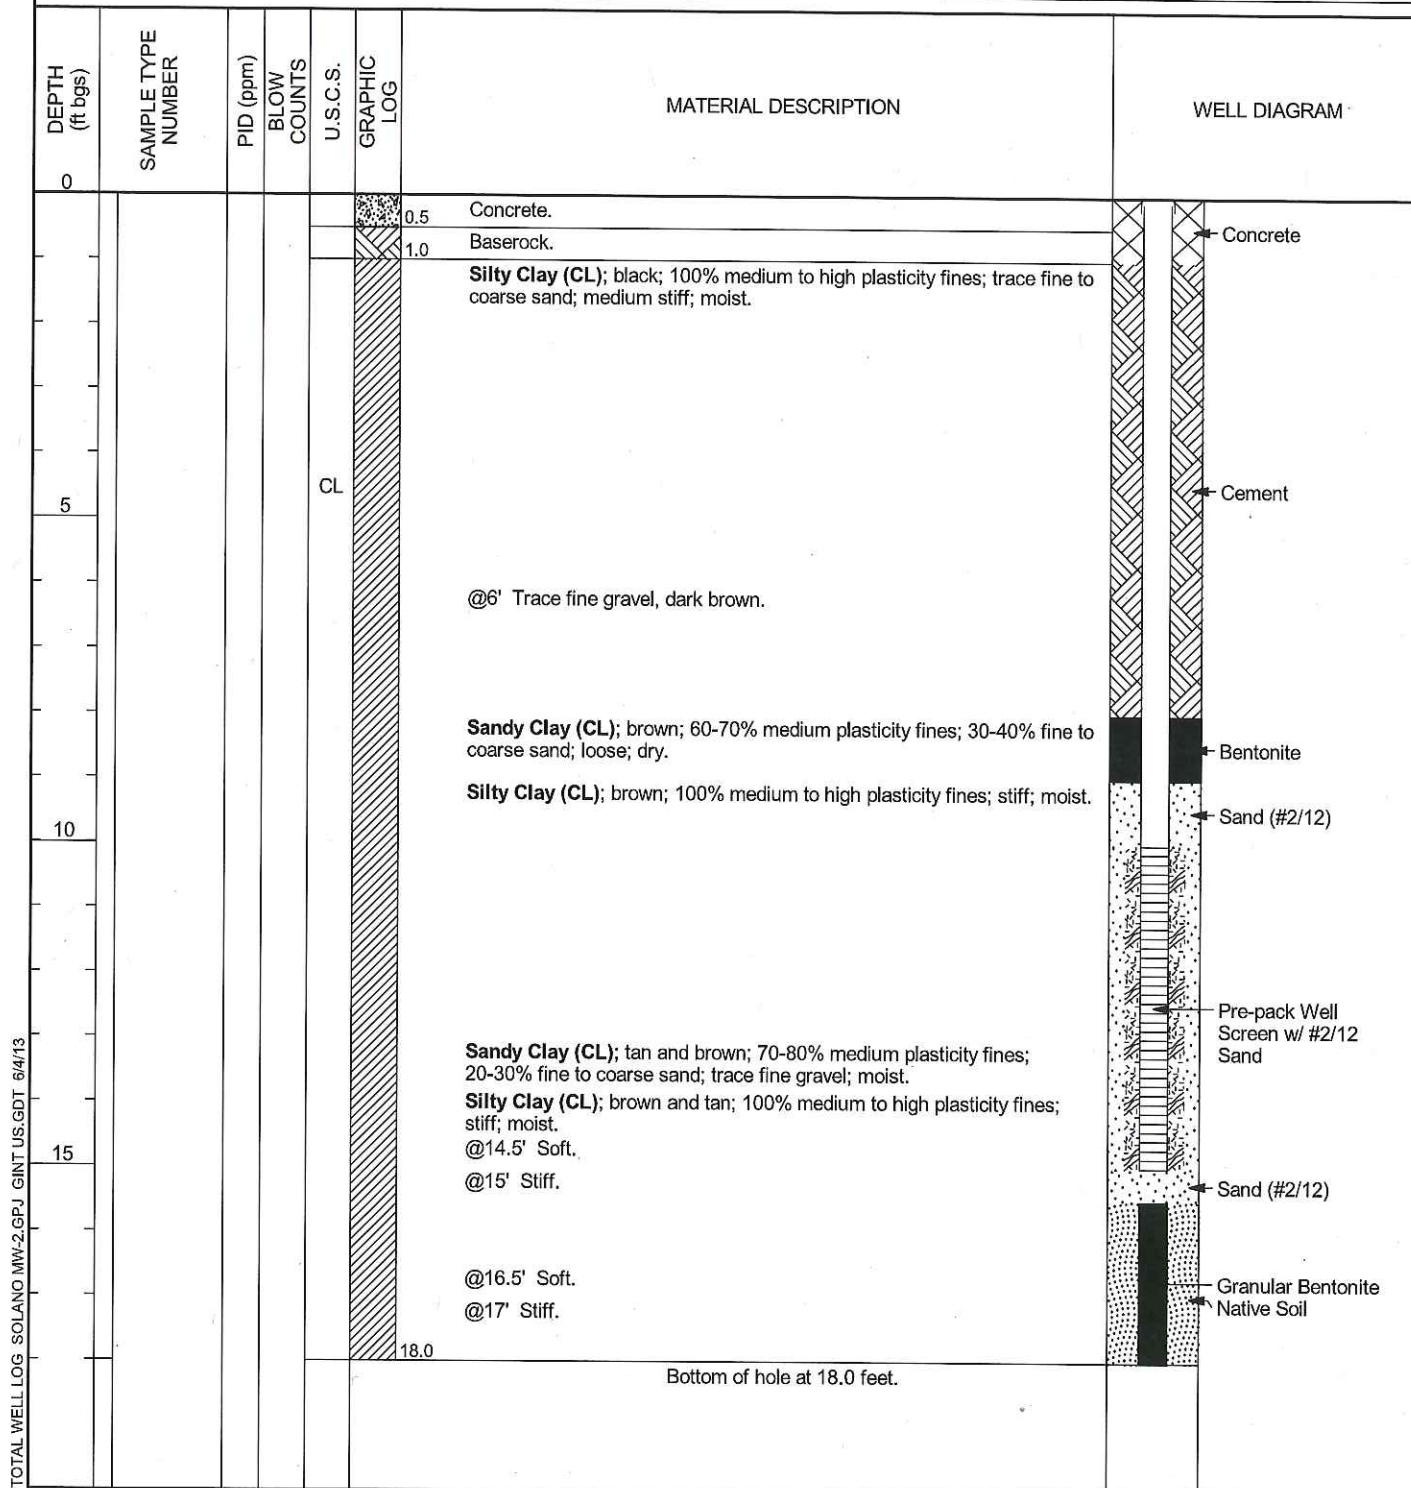 DEPTH
(ft bgs)
SAMPLE TYPE
NUMBER
PID (ppm)
BLOW
COUNTS
U.S.C.S.
GRAPHIC
LOG
MATERIAL DESCRIPTION
WELL DIAGRAM
0
0.5
Concrete.
Concrete
1.0
Baserock.
Silty Clay (CL); black; 100% medium to high plasticity fines; trace fine to
coarse sand; medium stiff; moist.
CL
5
Cement
@6' Trace fine gravel, dark brown.
Sandy Clay (CL); brown; 60-70% medium plasticity fines; 30-40% fine to
coarse sand; loose; dry.
Bentonite
Silty Clay (CL); brown; 100% medium to high plasticity fines; stiff; moist.
Sand (#2/12)
10
Pre-pack Well
Screen w/ #2/12
Sand
Sandy Clay (CL); tan and brown; 70-80% medium plasticity fines;
20-30% fine to coarse sand; trace fine gravel; moist.
Silty Clay (CL); brown and tan; 100% medium to high plasticity fines;
stiff; moist.
@14.5' Soft.
15
@15' Stiff.
Sand (#2/12)
@16.5' Soft.
Granular Bentonite
@17' Stiff.
Native Soil
18.0
Bottom of hole at 18.0 feet.
TOTAL WELL LOG SOLANO MW-2.GPJ GINT US.GDT 6/4/13